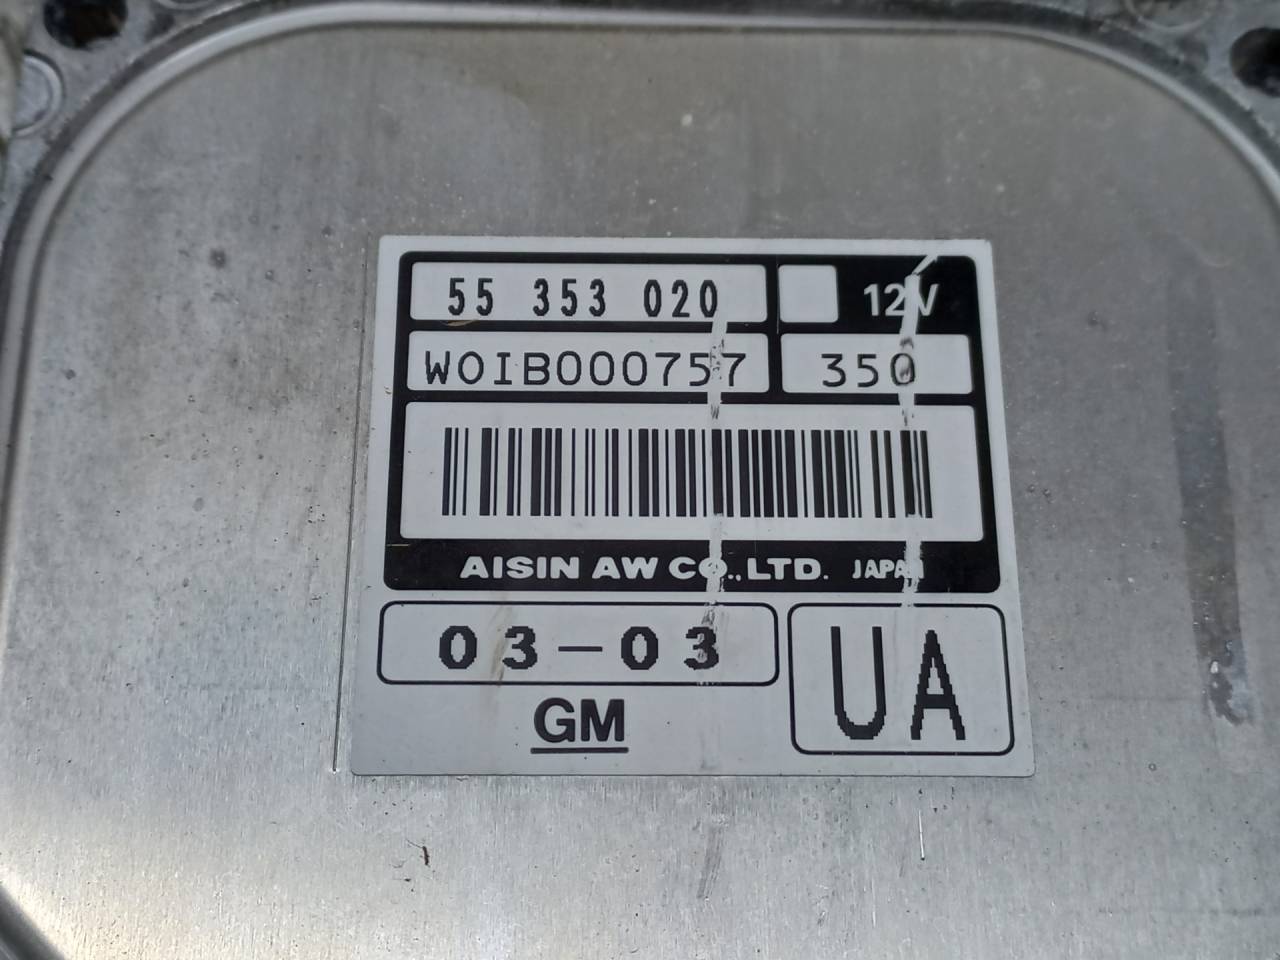 55 353 020 12V
W0IB000757 350
AISIN AW CO., LTD. JAPAN
03-03 UA
GM